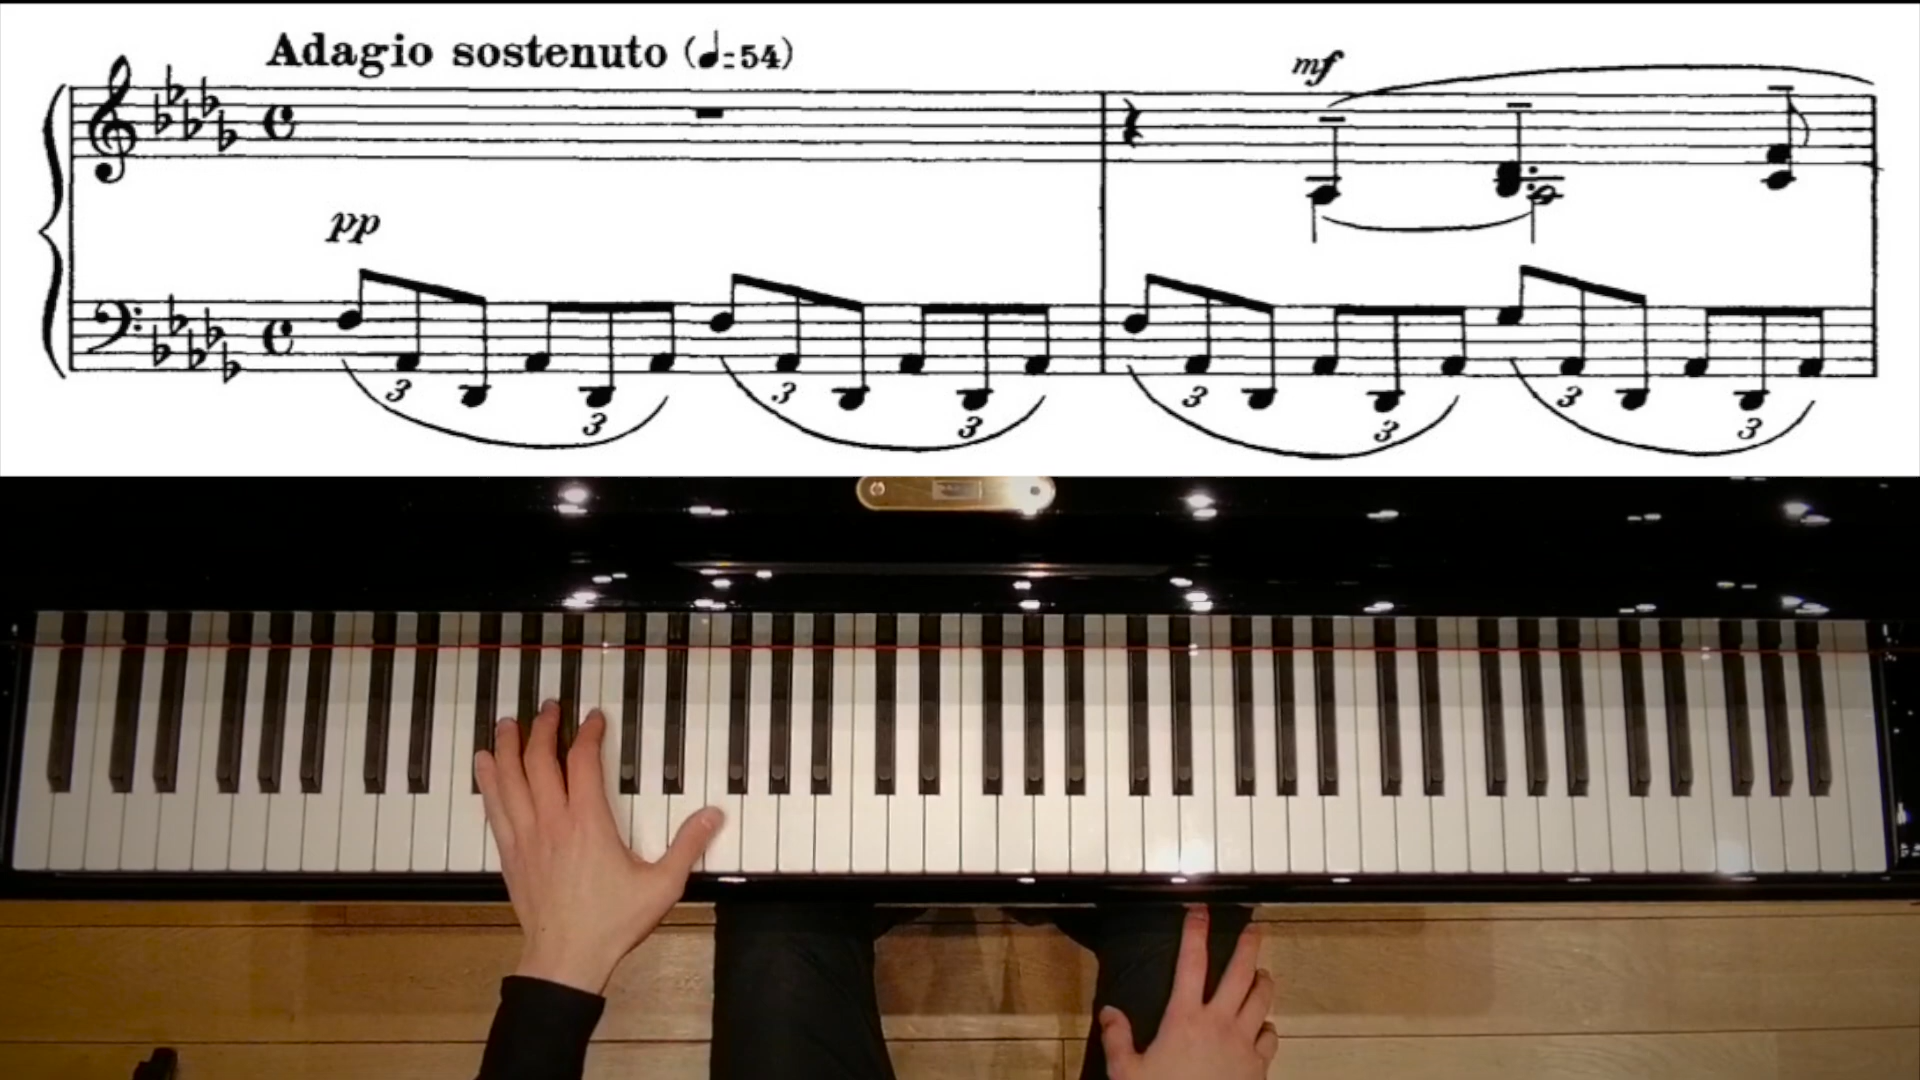 Adagio sostenuto (♩=54)
mf
pp
3 3 3 3 3 3 3 3